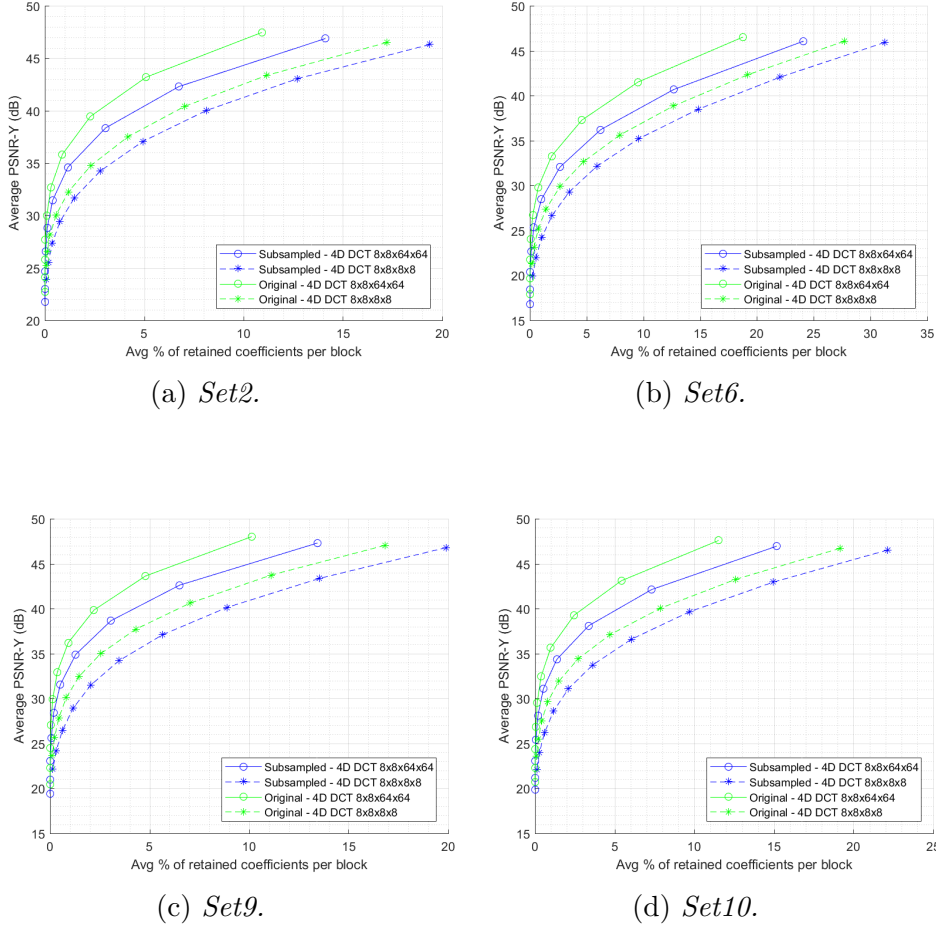 50
45
40
35
30
25
20
Average PSNR-Y (dB)
0 5 10 15 20
Avg % of retained coefficients per block
Subsampled - 4D DCT 8x8x64x64
Subsampled - 4D DCT 8x8x8x8
Original - 4D DCT 8x8x64x64
Original - 4D DCT 8x8x8x8
(a) Set2.
50
45
40
35
30
25
20
15
Average PSNR-Y (dB)
0 5 10 15 20 25 30 35
Avg % of retained coefficients per block
Subsampled - 4D DCT 8x8x64x64
Subsampled - 4D DCT 8x8x8x8
Original - 4D DCT 8x8x64x64
Original - 4D DCT 8x8x8x8
(b) Set6.
50
45
40
35
30
25
20
15
Average PSNR-Y (dB)
0 5 10 15 20
Avg % of retained coefficients per block
Subsampled - 4D DCT 8x8x64x64
Subsampled - 4D DCT 8x8x8x8
Original - 4D DCT 8x8x64x64
Original - 4D DCT 8x8x8x8
(c) Set9.
50
45
40
35
30
25
20
15
Average PSNR-Y (dB)
0 5 10 15 20 25
Avg % of retained coefficients per block
Subsampled - 4D DCT 8x8x64x64
Subsampled - 4D DCT 8x8x8x8
Original - 4D DCT 8x8x64x64
Original - 4D DCT 8x8x8x8
(d) Set10.